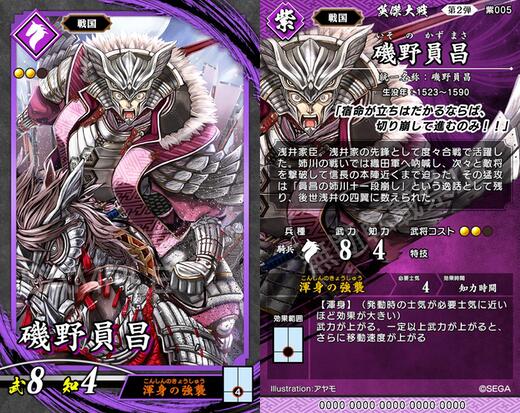 戦国
磯野員昌
武8 知4
こんしんのきょうしゅう
渾身の強襲
4
紫
戦国
英傑大戦
第2弾
紫005
いその かずまさ
磯野員昌
統一名称:磯野員昌
生没年:1523～1590
「宿命が立ちはだかるならば、
切り崩して進むのみ!!」
浅井家臣。浅井家の先鋒として度々合戦で活躍し
た。姉川の戦いでは織田軍へ吶喊し、次々と敵将
を撃破して信長の本陣近くまで迫った。その猛攻
は「員昌の姉川十一段崩し」という逸話として残
り、後世浅井の四翼に数えられた。
兵種 武力 知力 武将コスト
騎兵 8 4 特技
こんしんのきょうしゅう
渾身の強襲
必要士気
4
効果時間
知力時間
効果範囲
【渾身】(発動時の士気が必要士気に近い
ほど効果が大きい)
武力が上がる。一定以上武力が上がると、
さらに移動速度が上がる
Illustration:アヤモ
©SEGA
0000 0000 0000 0000 0000